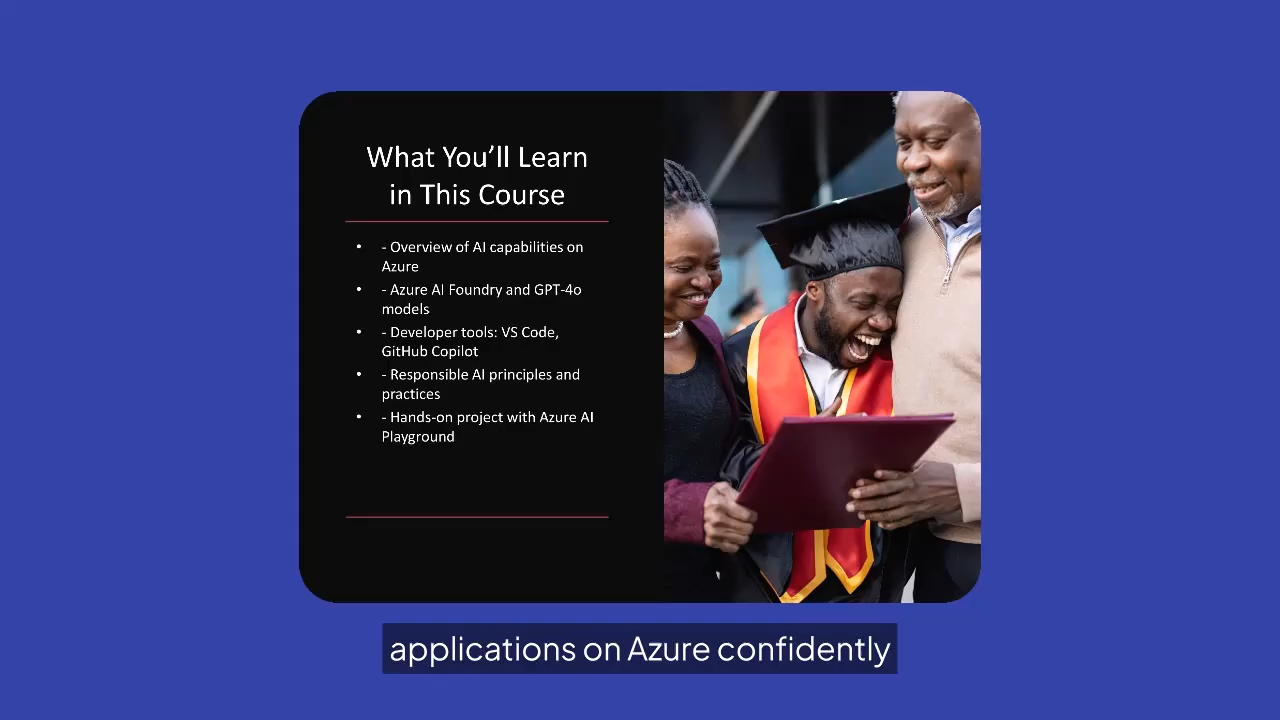 What You’ll Learn
in This Course
• - Overview of AI capabilities on
Azure
• - Azure AI Foundry and GPT-4o
models
• - Developer tools: VS Code,
GitHub Copilot
• - Responsible AI principles and
practices
• - Hands-on project with Azure AI
Playground
applications on Azure confidently